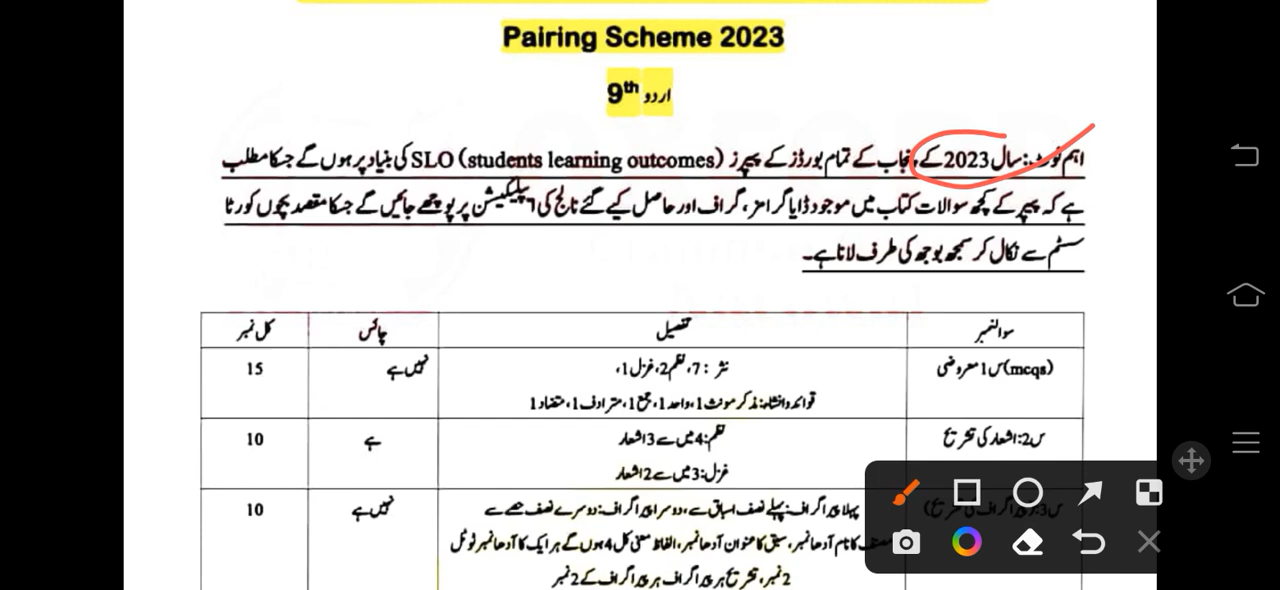 Pairing Scheme 2023
9th اردو
اہم نوٹ: سال 2023 کے پنجاب کے تمام بورڈز کے پیپرز SLO (students learning outcomes) کی بنیاد پر ہوں گے جسکا مطلب
ہے کہ پیپر کے کچھ سوالات کتاب میں موجود ڈایا گرامز، گراف اور حاصل کیے گئے نالج کی ایپلیکیشن پر پوچھے جائیں گے جسکا مقصد بچوں کو رٹا
سسٹم سے نکال کر سمجھ بوجھ کی طرف لانا ہے۔
سوالنمبر تفصیل چائس کل نمبر
س1 معروضی (mcqs) نثر: 7، نظم 2، غزل 1، نہیں ہے 15
قوائد و انشاء: مذکر مونث 1، واحد 1، جمع 1، مترادف 1، متضاد 1
س2: اشعار کی تشریح نظم: 4 میں سے 3 اشعار ہے 10
غزل: 3 میں سے 2 اشعار
پہلا پیراگراف: پہلے نصف اسباق سے، دوسرا پیراگراف: دوسرے نصف حصے سے نہیں ہے 10
کا نام آدھا نمبر، سبق کا عنوان آدھا نمبر، الفاظ معنی کل 4 ہوں گے ہر ایک کا آدھا نمبر ٹوٹل
2 نمبر، تشریح ہر پیراگراف ہر پیراگراف کے 2 نمبر